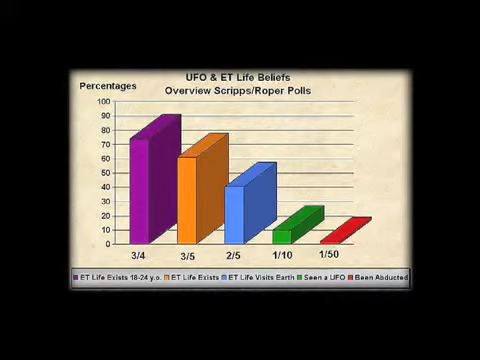 UFO & ET Life Beliefs
Overview Scripps/Roper Polls
Percentages
100
90
80
70
60
50
40
30
20
10
0
3/4 3/5 2/5 1/10 1/50
ET Life Exists 18-24 y.o. ET Life Exists ET Life Visits Earth Seen a UFO Been Abducted